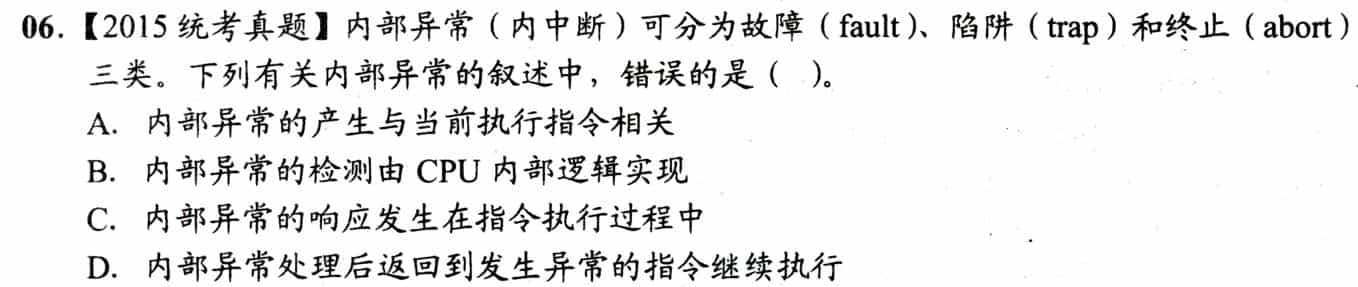 06.【2015 统考真题】内部异常（内中断）可分为故障（fault）、陷阱（trap）和终止（abort）
三类。下列有关内部异常的叙述中，错误的是（ ）。
A. 内部异常的产生与当前执行指令相关
B. 内部异常的检测由 CPU 内部逻辑实现
C. 内部异常的响应发生在指令执行过程中
D. 内部异常处理后返回到发生异常的指令继续执行